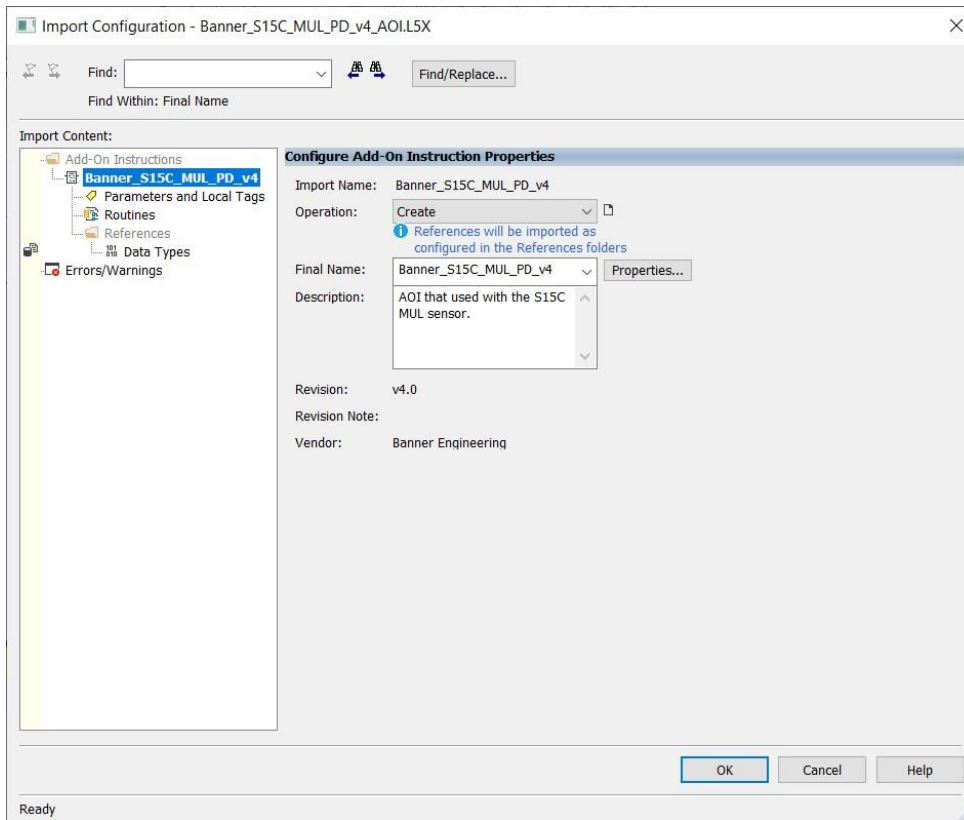 Import Configuration - Banner_S15C_MUL_PD_v4_AOI.L5X
Find:
Find/Replace...
Find Within: Final Name
Import Content:
Add-On Instructions
Banner_S15C_MUL_PD_v4
Parameters and Local Tags
Routines
References
Data Types
Errors/Warnings
Configure Add-On Instruction Properties
Import Name: Banner_S15C_MUL_PD_v4
Operation: Create
References will be imported as
configured in the References folders
Final Name: Banner_S15C_MUL_PD_v4 Properties...
Description: AOI that used with the S15C
MUL sensor.
Revision: v4.0
Revision Note:
Vendor: Banner Engineering
OK Cancel Help
Ready